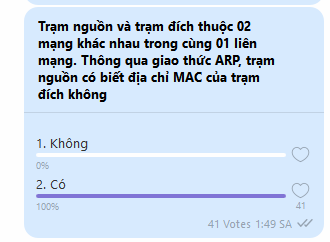 Trạm nguồn và trạm đích thuộc 02
mạng khác nhau trong cùng 01 liên
mạng. Thông qua giao thức ARP, trạm
nguồn có biết địa chỉ MAC của trạm
đích không
1. Không
0%
2. Có
100% 41
41 Votes 1:49 SA